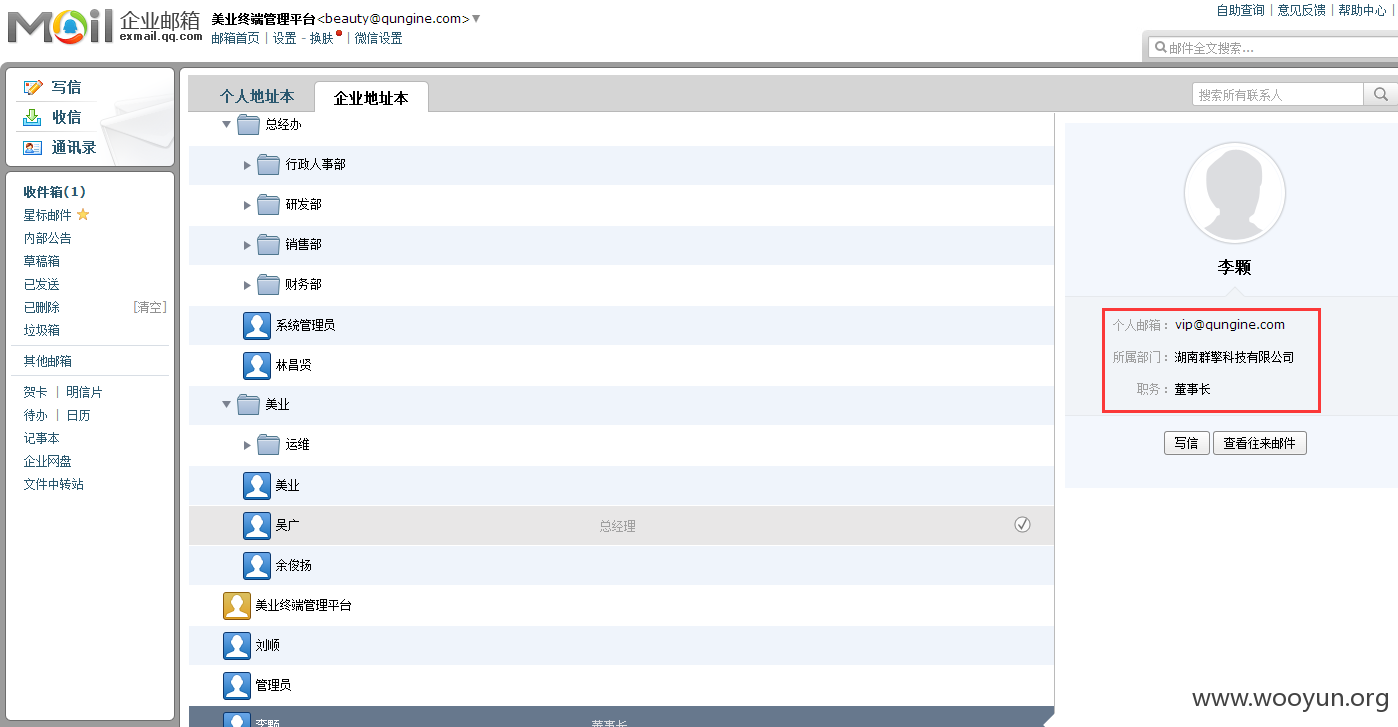 MOil 企业邮箱
exmail.qq.com
美业终端管理平台<beauty@qungine.com>
邮箱首页 | 设置 - 换肤 | 微信设置
自助查询 | 意见反馈 | 帮助中心 |
邮件全文搜索...
写信
收信
通讯录
收件箱(1)
星标邮件
内部公告
草稿箱
已发送
已删除 [清空]
垃圾箱
其他邮箱
贺卡 | 明信片
待办 | 日历
记事本
企业网盘
文件中转站
个人地址本 企业地址本
搜索所有联系人
总经办
行政人事部
研发部
销售部
财务部
系统管理员
林昌贤
美业
运维
美业
吴广 总经理
余俊扬
美业终端管理平台
刘顺
管理员
李颗 董事长
李颗
个人邮箱: vip@qungine.com
所属部门: 湖南群擎科技有限公司
职务: 董事长
写信 查看往来邮件
www.wooyun.org